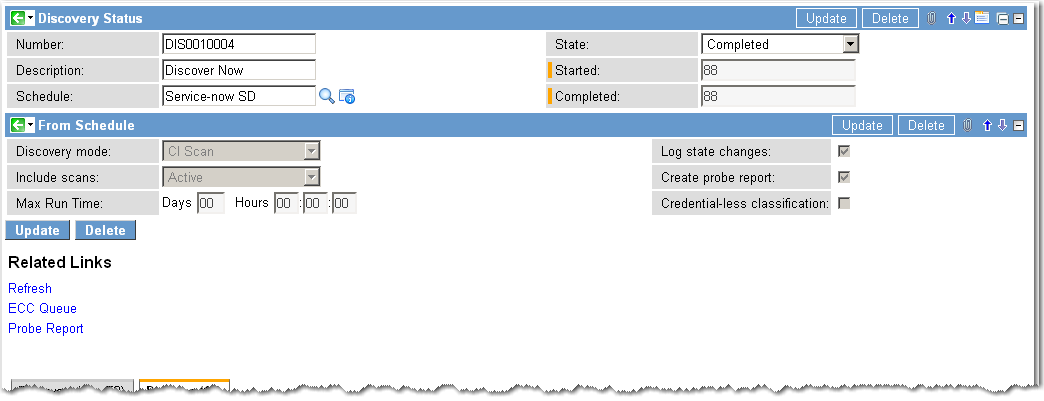 Discovery Status Update Delete
Number: DIS0010004 State: Completed
Description: Discover Now Started: 88
Schedule: Service-now SD Completed: 88
From Schedule Update Delete
Discovery mode: CI Scan Log state changes:
Include scans: Active Create probe report:
Max Run Time: Days 00 Hours 00 : 00 : 00 Credential-less classification:
Update Delete
Related Links
Refresh
ECC Queue
Probe Report